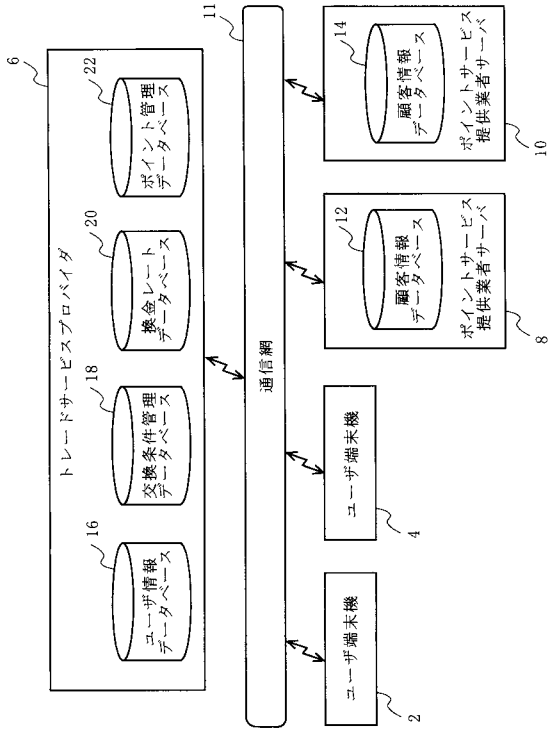 トレードサービスプロバイダ
6
16
ユーザ情報
データベース
18
交換条件管理
データベース
20
換金レート
データベース
22
ポイント管理
データベース
通信網
11
ユーザ端末機
2
ユーザ端末機
4
12
顧客情報
データベース
ポイントサービス
提供業者サーバ
8
14
顧客情報
データベース
ポイントサービス
提供業者サーバ
10